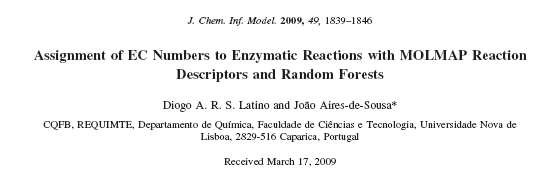 J. Chem. Inf. Model. 2009, 49, 1839–1846
Assignment of EC Numbers to Enzymatic Reactions with MOLMAP Reaction
Descriptors and Random Forests
Diogo A. R. S. Latino and João Aires-de-Sousa*
CQFB, REQUIMTE, Departamento de Química, Faculdade de Ciências e Tecnologia, Universidade Nova de
Lisboa, 2829-516 Caparica, Portugal
Received March 17, 2009